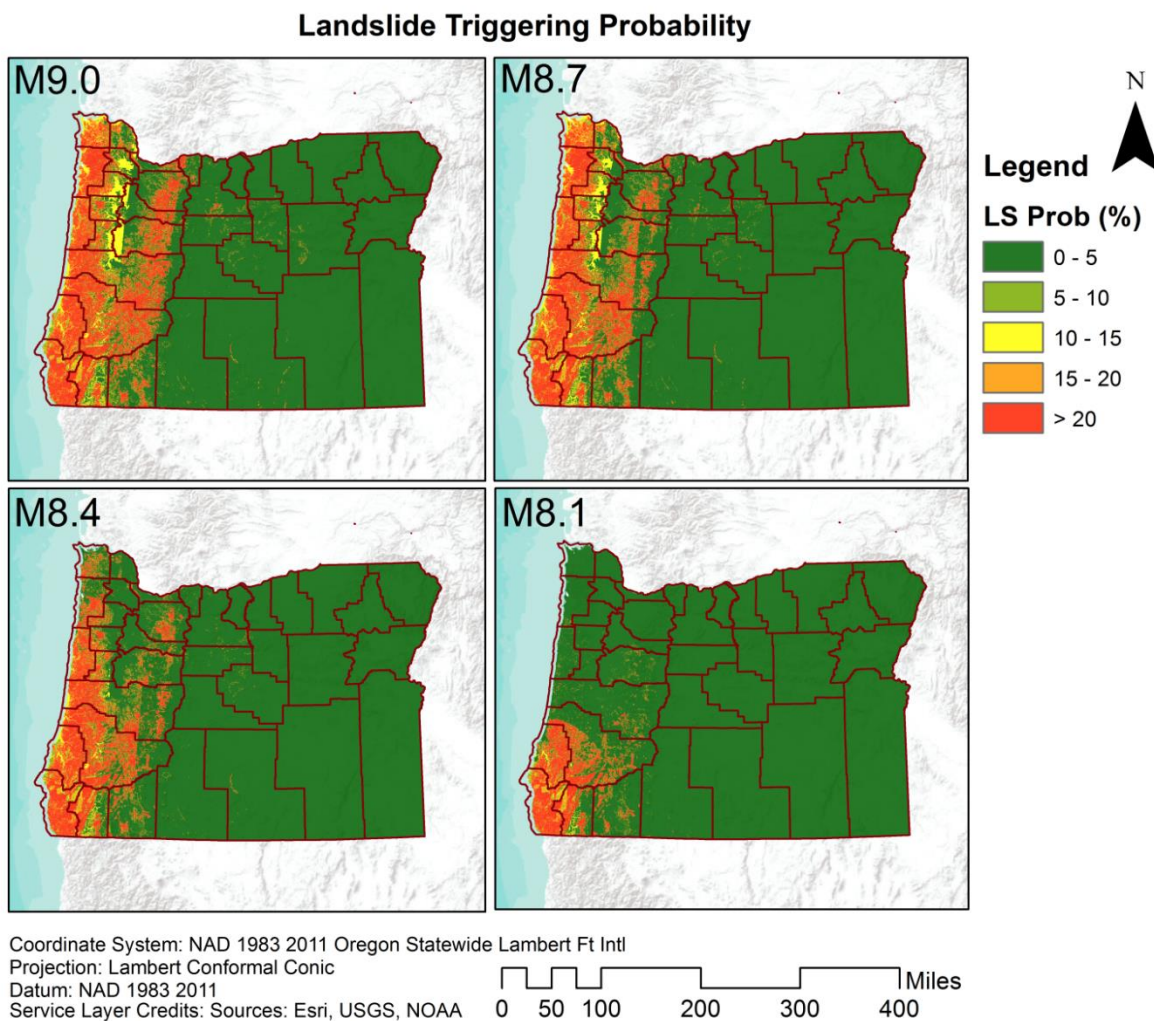 Landslide Triggering Probability
M9.0
M8.7
N
Legend
LS Prob (%)
0 - 5
5 - 10
10 - 15
15 - 20
> 20
M8.4
M8.1
Coordinate System: NAD 1983 2011 Oregon Statewide Lambert Ft Intl
Projection: Lambert Conformal Conic
Datum: NAD 1983 2011
Service Layer Credits: Sources: Esri, USGS, NOAA
Miles
0 50 100 200 300 400